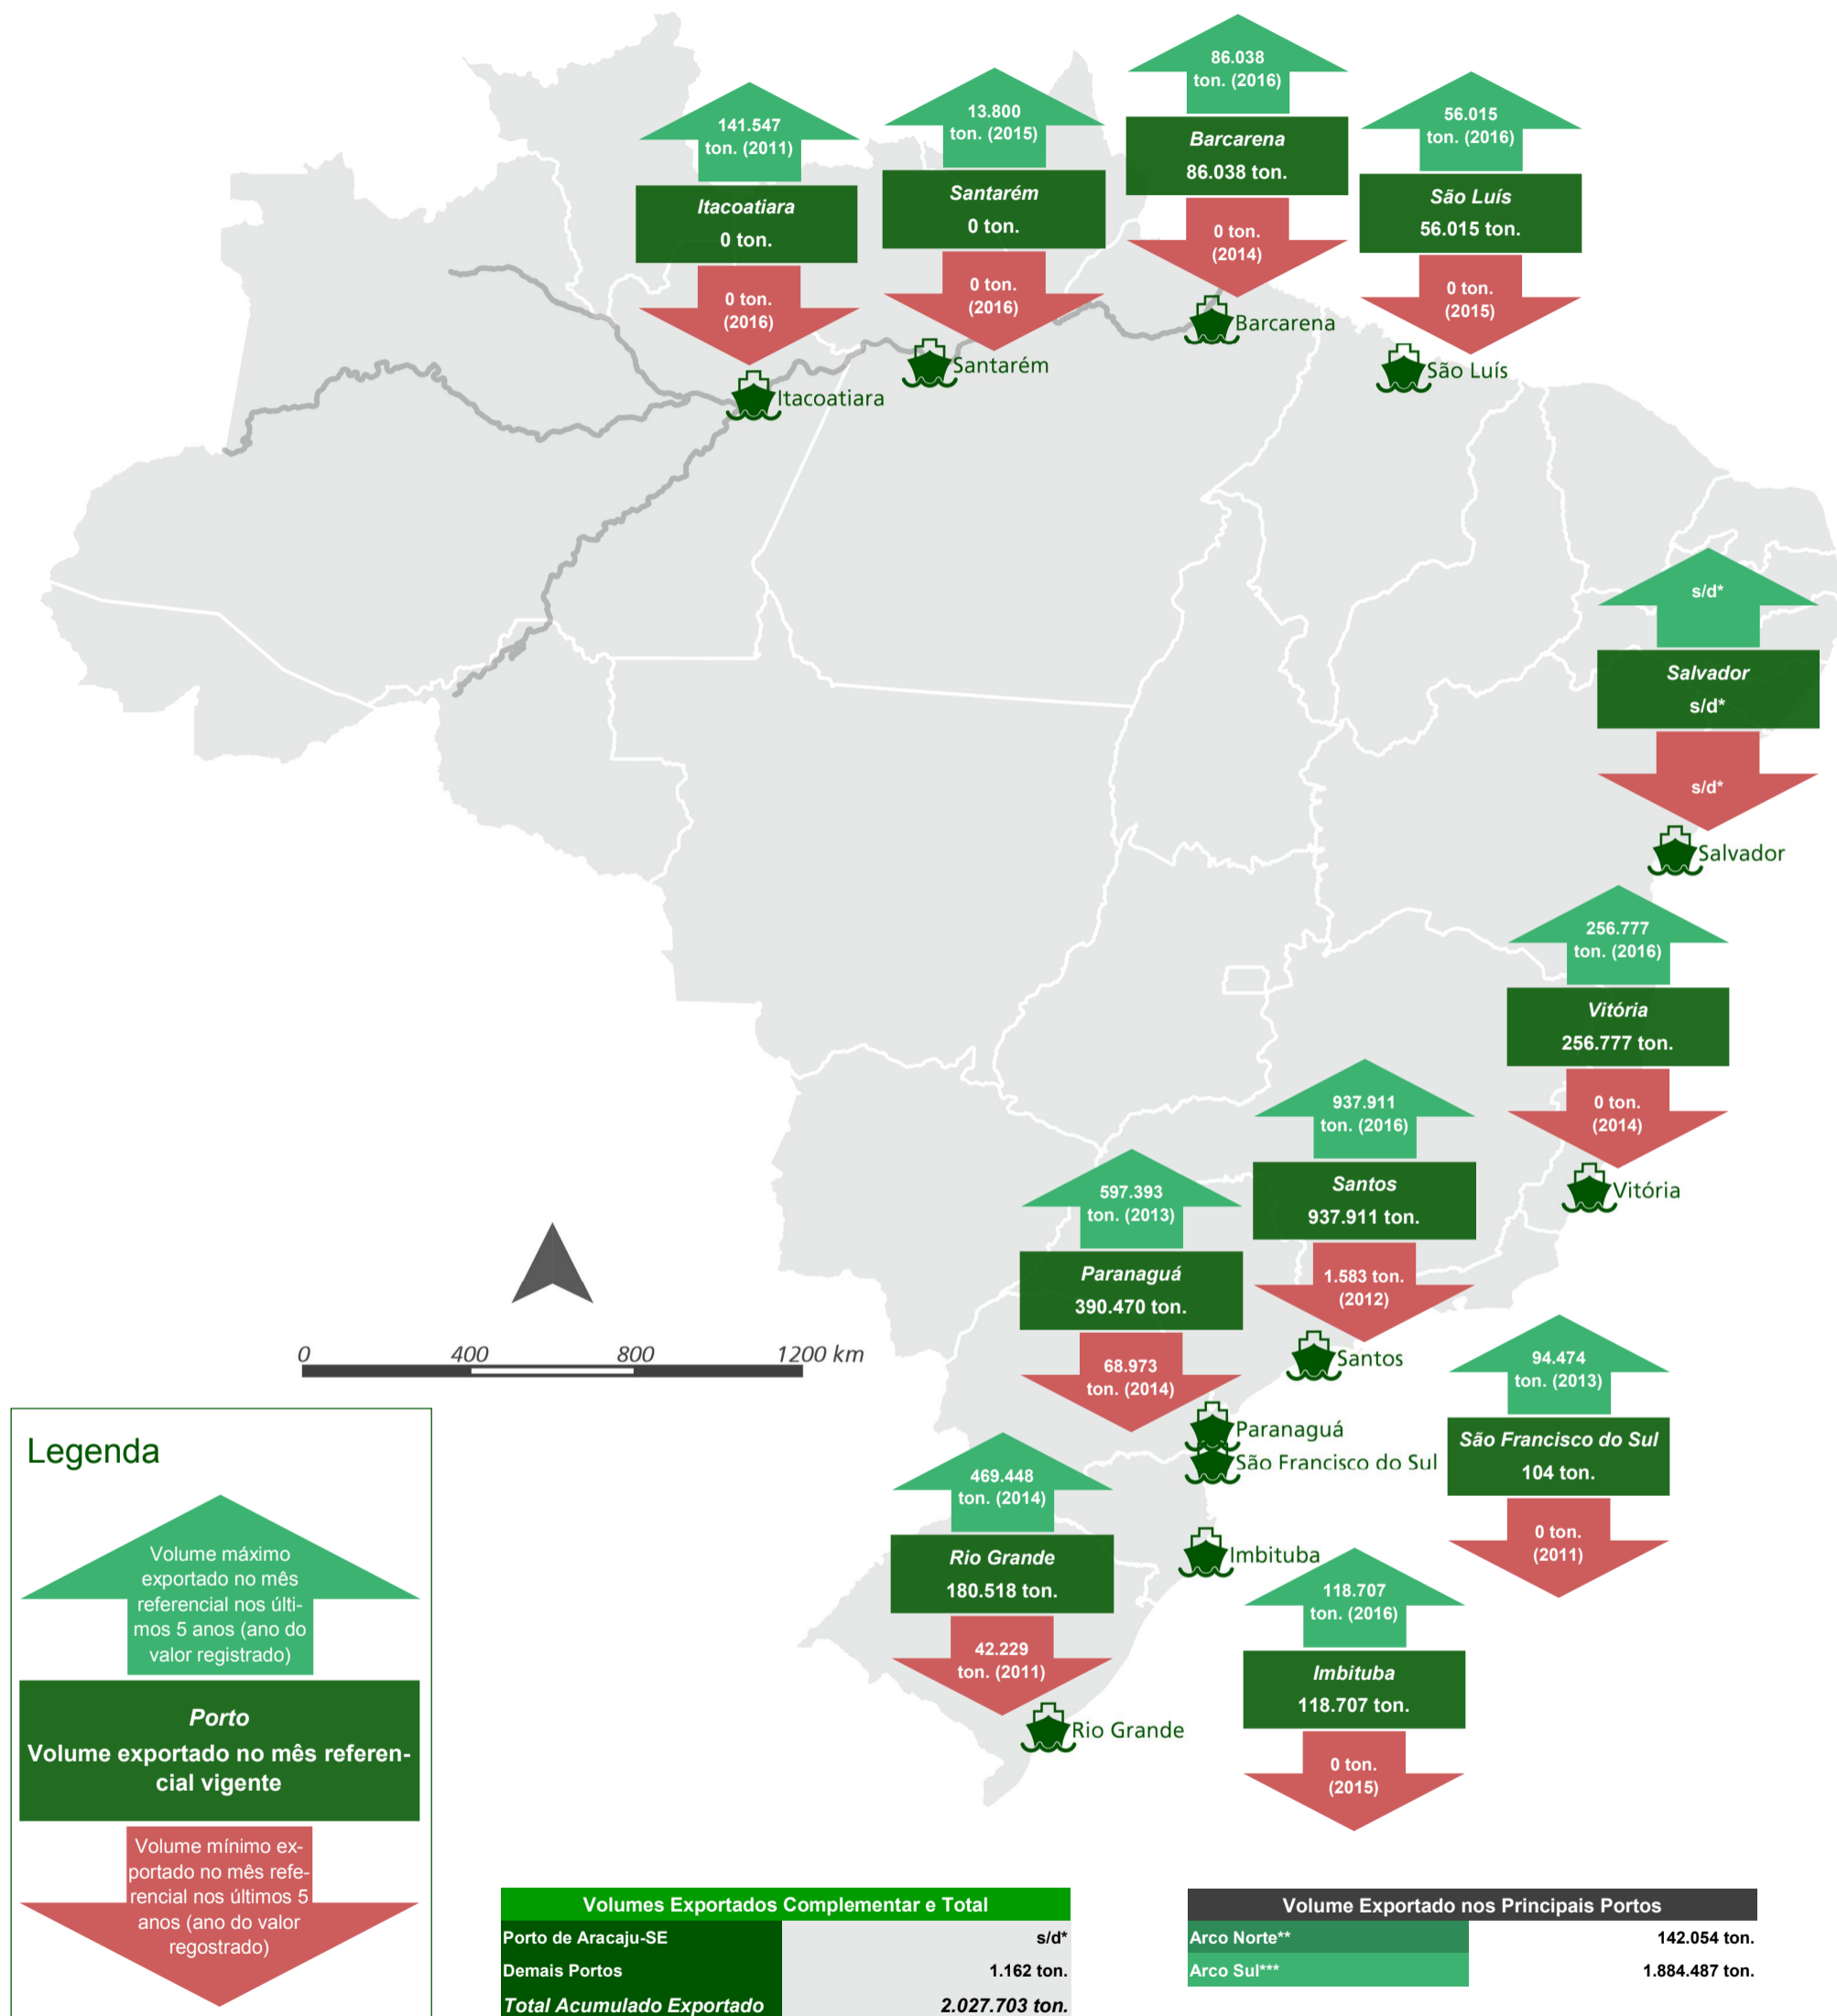 86.038
ton. (2016)
Barcarena
86.038 ton.
0 ton.
(2014)
Barcarena
13.800
ton. (2015)
Santarém
0 ton.
0 ton.
(2016)
Santarém
56.015
ton. (2016)
São Luís
56.015 ton.
0 ton.
(2015)
São Luís
141.547
ton. (2011)
Itacoatiara
0 ton.
0 ton.
(2016)
Itacoatiara
s/d*
Salvador
s/d*
s/d*
Salvador
256.777
ton. (2016)
Vitória
256.777 ton.
0 ton.
(2014)
Vitória
937.911
ton. (2016)
Santos
937.911 ton.
1.583 ton.
(2012)
Santos
597.393
ton. (2013)
Paranaguá
390.470 ton.
68.973
ton. (2014)
Paranaguá
94.474
ton. (2013)
São Francisco do Sul
104 ton.
0 ton.
(2011)
São Francisco do Sul
469.448
ton. (2014)
Rio Grande
180.518 ton.
42.229
ton. (2011)
Rio Grande
Imbituba
118.707
ton. (2016)
Imbituba
118.707 ton.
0 ton.
(2015)
0 400 800 1200 km
Legenda
Volume máximo
exportado no mês
referencial nos últi-
mos 5 anos (ano do
valor registrado)
Porto
Volume exportado no mês referen-
cial vigente
Volume mínimo ex-
portado no mês refe-
rencial nos últimos 5
anos (ano do valor
regostrado)
Volumes Exportados Complementar e Total
Porto de Aracaju-SE s/d*
Demais Portos 1.162 ton.
Total Acumulado Exportado 2.027.703 ton.
Volume Exportado nos Principais Portos
Arco Norte** 142.054 ton.
Arco Sul*** 1.884.487 ton.